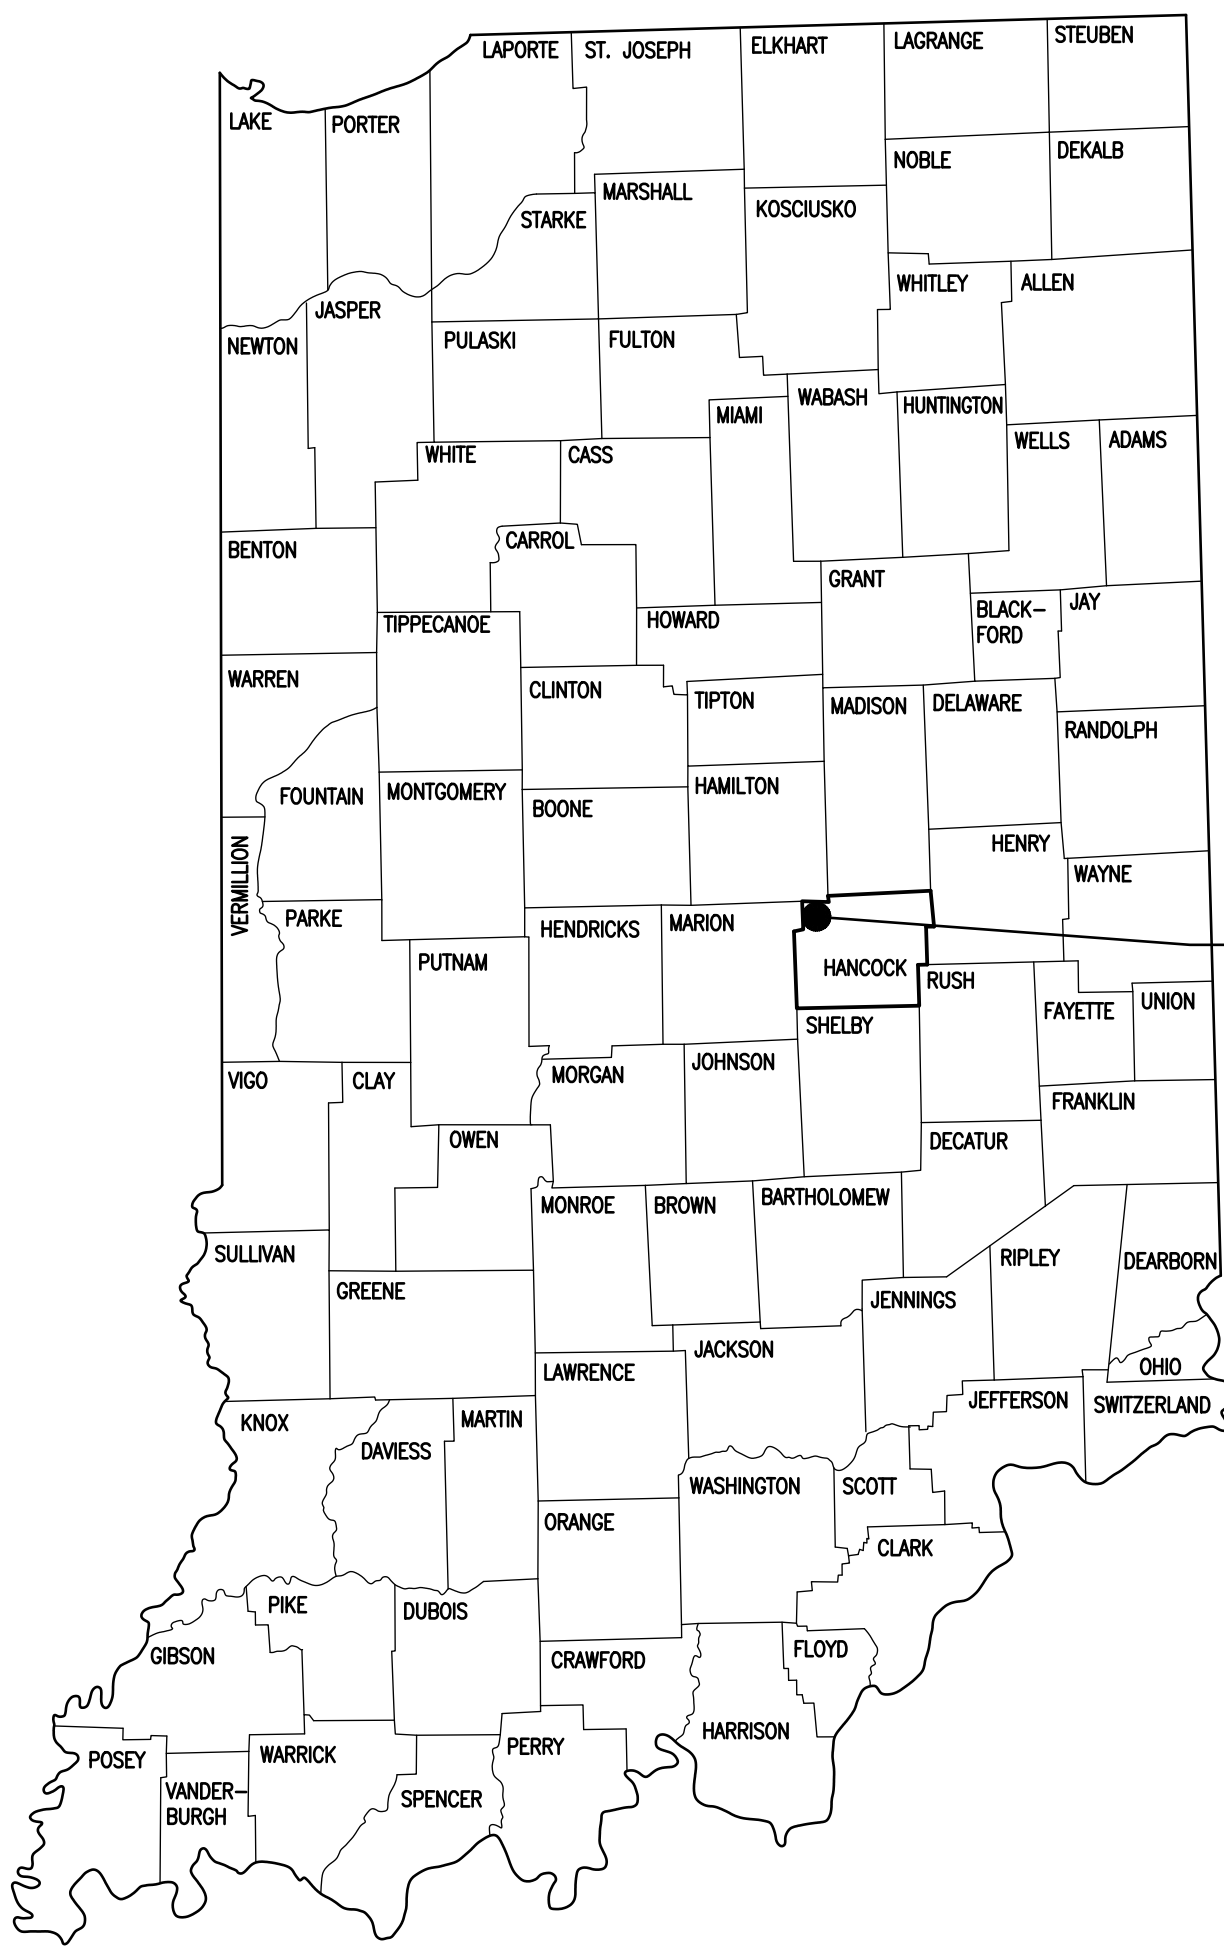 LAPORTE
ST. JOSEPH
ELKHART
LAGRANGE
STEUBEN
LAKE
PORTER
NOBLE
DEKALB
MARSHALL
STARKE
KOSCIUSKO
WHITLEY
ALLEN
JASPER
NEWTON
PULASKI
FULTON
WABASH
HUNTINGTON
MIAMI
WELLS
ADAMS
WHITE
CASS
BENTON
CARROL
GRANT
BLACK-
FORD
JAY
TIPPECANOE
HOWARD
WARREN
CLINTON
TIPTON
MADISON
DELAWARE
RANDOLPH
FOUNTAIN
MONTGOMERY
BOONE
HAMILTON
HENRY
VERMILLION
WAYNE
PARKE
HENDRICKS
MARION
PUTNAM
HANCOCK
RUSH
FAYETTE
UNION
SHELBY
VIGO
CLAY
MORGAN
JOHNSON
FRANKLIN
OWEN
DECATUR
MONROE
BROWN
BARTHOLOMEW
SULLIVAN
RIPLEY
DEARBORN
GREENE
JENNINGS
JACKSON
LAWRENCE
OHIO
JEFFERSON
SWITZERLAND
KNOX
MARTIN
DAVIESS
WASHINGTON
SCOTT
ORANGE
CLARK
PIKE
DUBOIS
GIBSON
CRAWFORD
FLOYD
HARRISON
POSEY
WARRICK
PERRY
VANDER-
BURGH
SPENCER